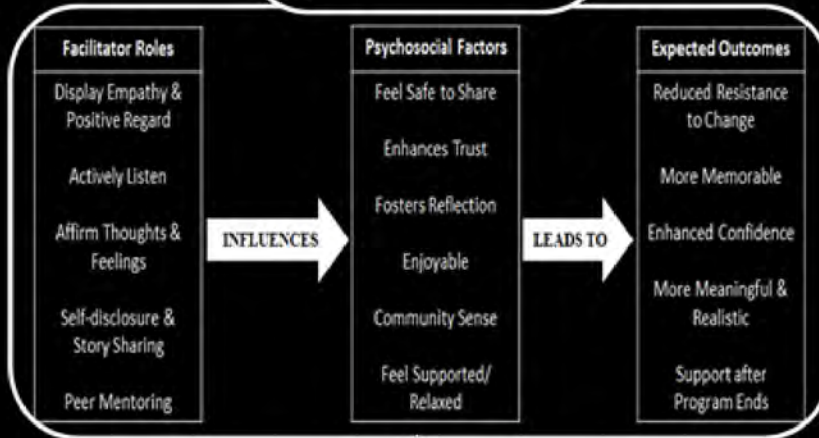 Facilitator Roles
Display Empathy &
Positive Regard
Actively Listen
Affirm Thoughts &
Feelings
Self-disclosure &
Story Sharing
Peer Mentoring
INFLUENCES
Psychosocial Factors
Feel Safe to Share
Enhances Trust
Fosters Reflection
Enjoyable
Community Sense
Feel Supported/
Relaxed
LEADS TO
Expected Outcomes
Reduced Resistance
to Change
More Memorable
Enhanced Confidence
More Meaningful &
Realistic
Support after
Program Ends